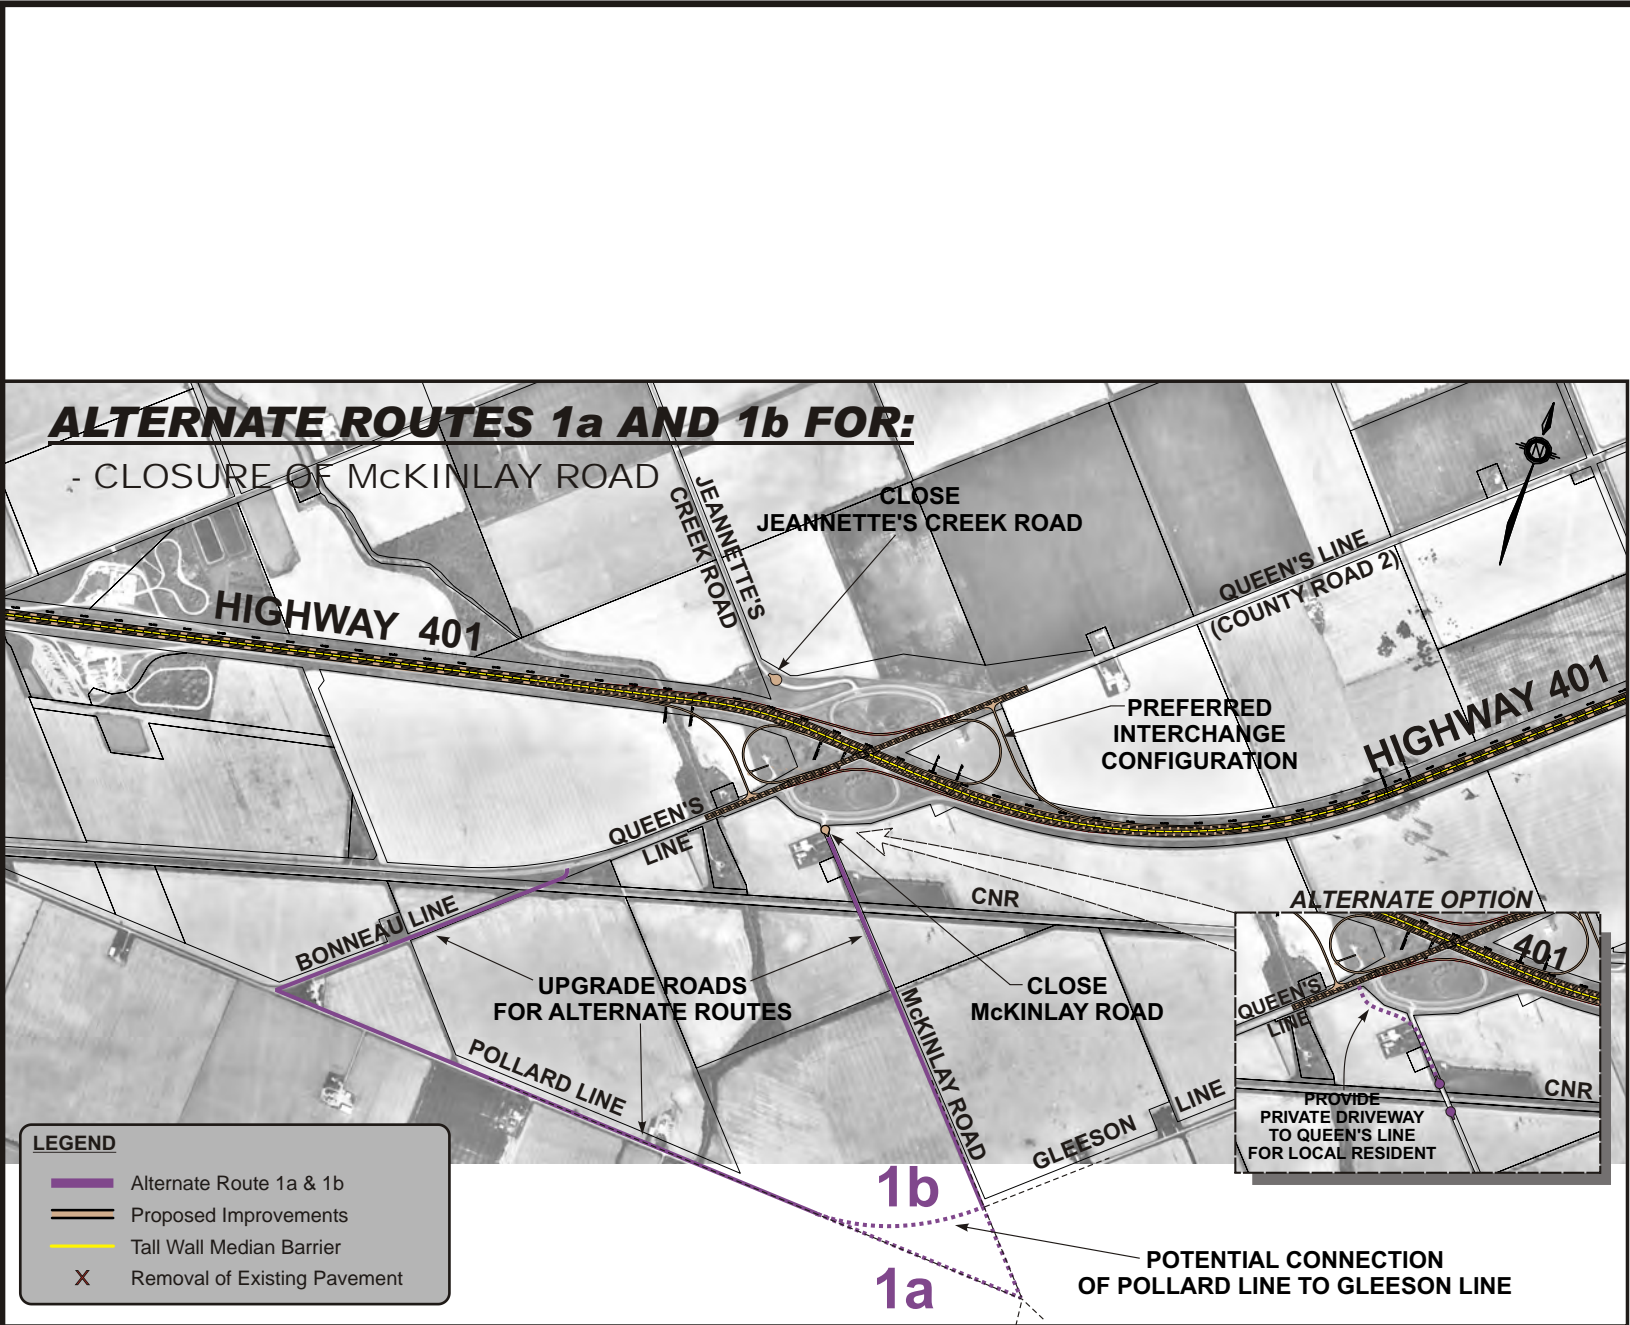 ALTERNATE ROUTES 1a AND 1b FOR:
- CLOSURE OF McKINLAY ROAD
JEANNETTE'S
CREEK ROAD
CLOSE
JEANNETTE'S CREEK ROAD
N
QUEEN'S LINE
(COUNTY ROAD 2)
HIGHWAY 401
HIGHWAY 401
PREFERRED
INTERCHANGE
CONFIGURATION
QUEEN'S
LINE
CNR
BONNEAU LINE
UPGRADE ROADS
FOR ALTERNATE ROUTES
CLOSE
McKINLAY ROAD
McKINLAY ROAD
POLLARD LINE
GLEESON LINE
ALTERNATE OPTION
401
QUEEN'S
LINE
CNR
PROVIDE
PRIVATE DRIVEWAY
TO QUEEN'S LINE
FOR LOCAL RESIDENT
1b
1a
POTENTIAL CONNECTION
OF POLLARD LINE TO GLEESON LINE
LEGEND
Alternate Route 1a & 1b
Proposed Improvements
Tall Wall Median Barrier
X Removal of Existing Pavement